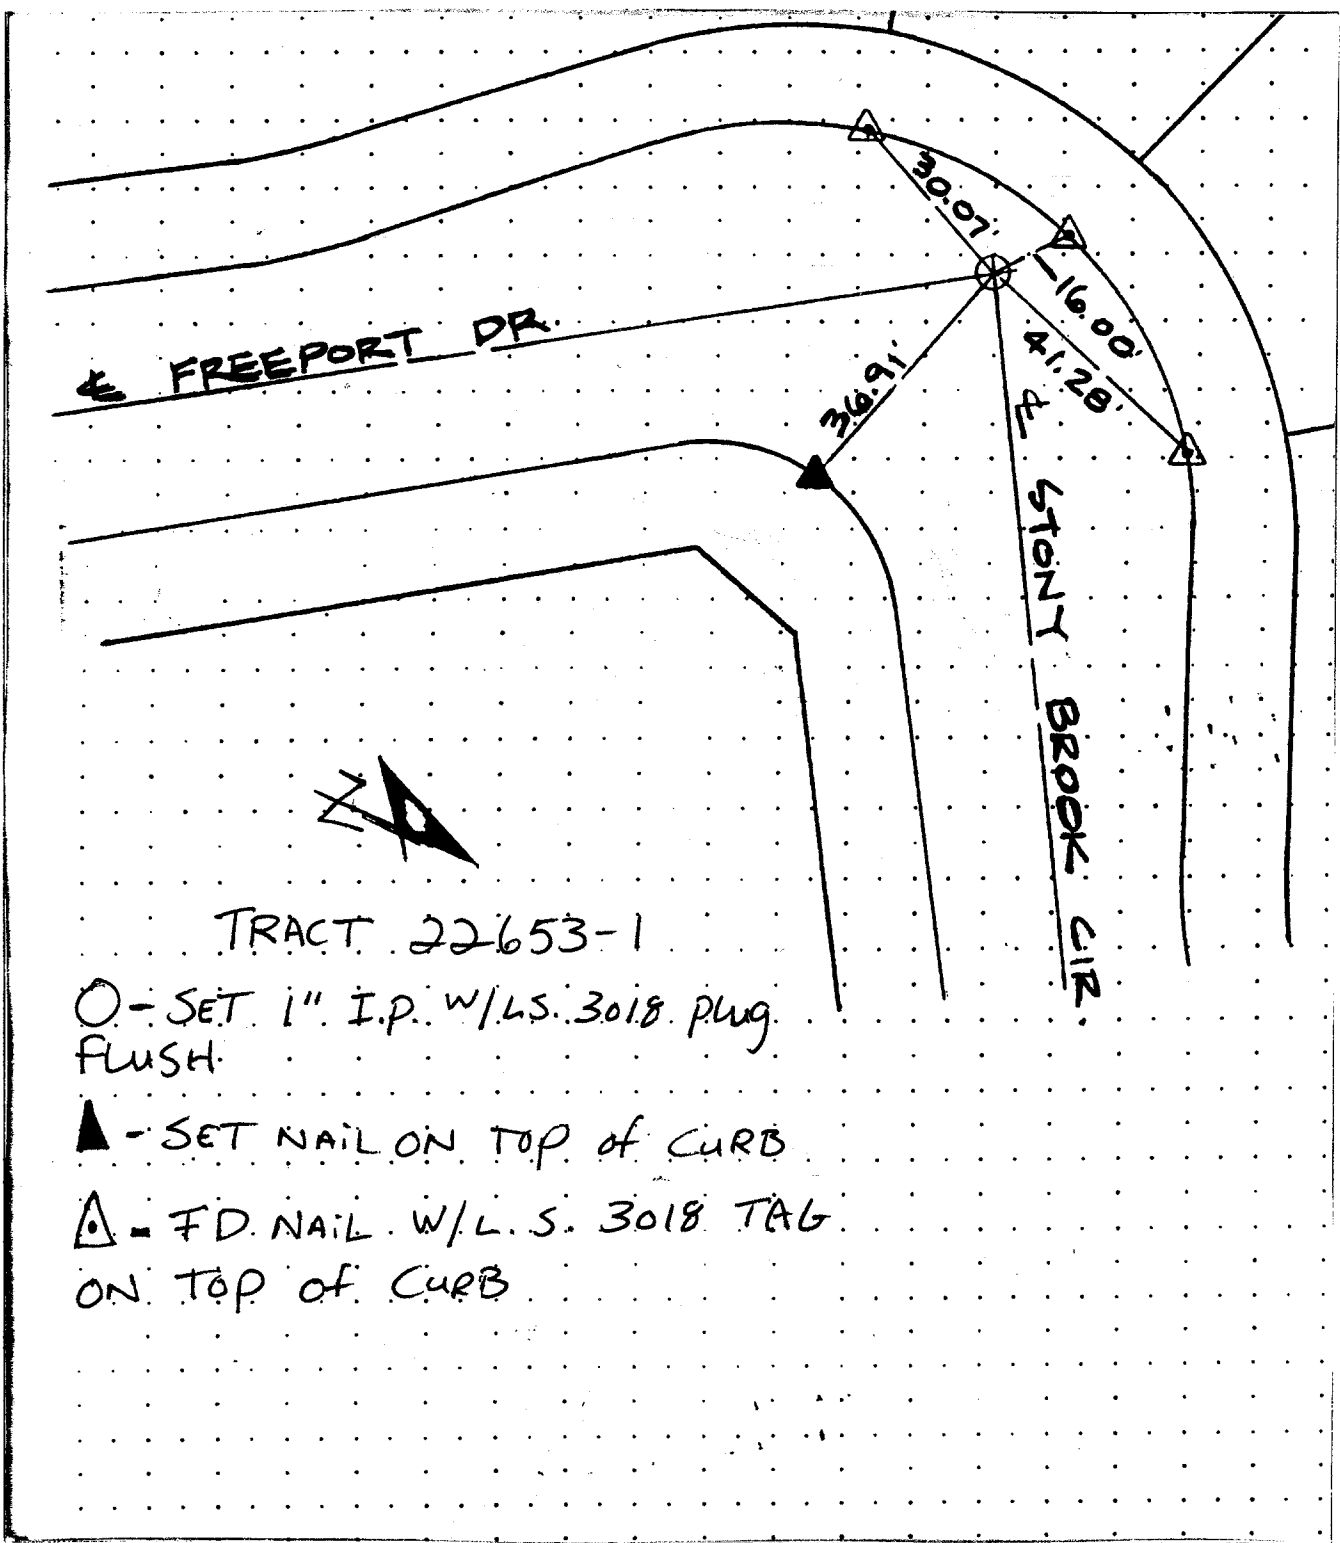 30.07'
16.00'
41.28'
36.91'
℄ FREEPORT DR.
℄ STONY BROOK CIR.
N
TRACT 22653-1
O - SET 1" I.P. W/LS. 3018 Plug
FLUSH
▲ - SET NAiL ON TOP of CURB
◬ - FD. NAiL W/L.S. 3018 TAG
ON TOP of CURB